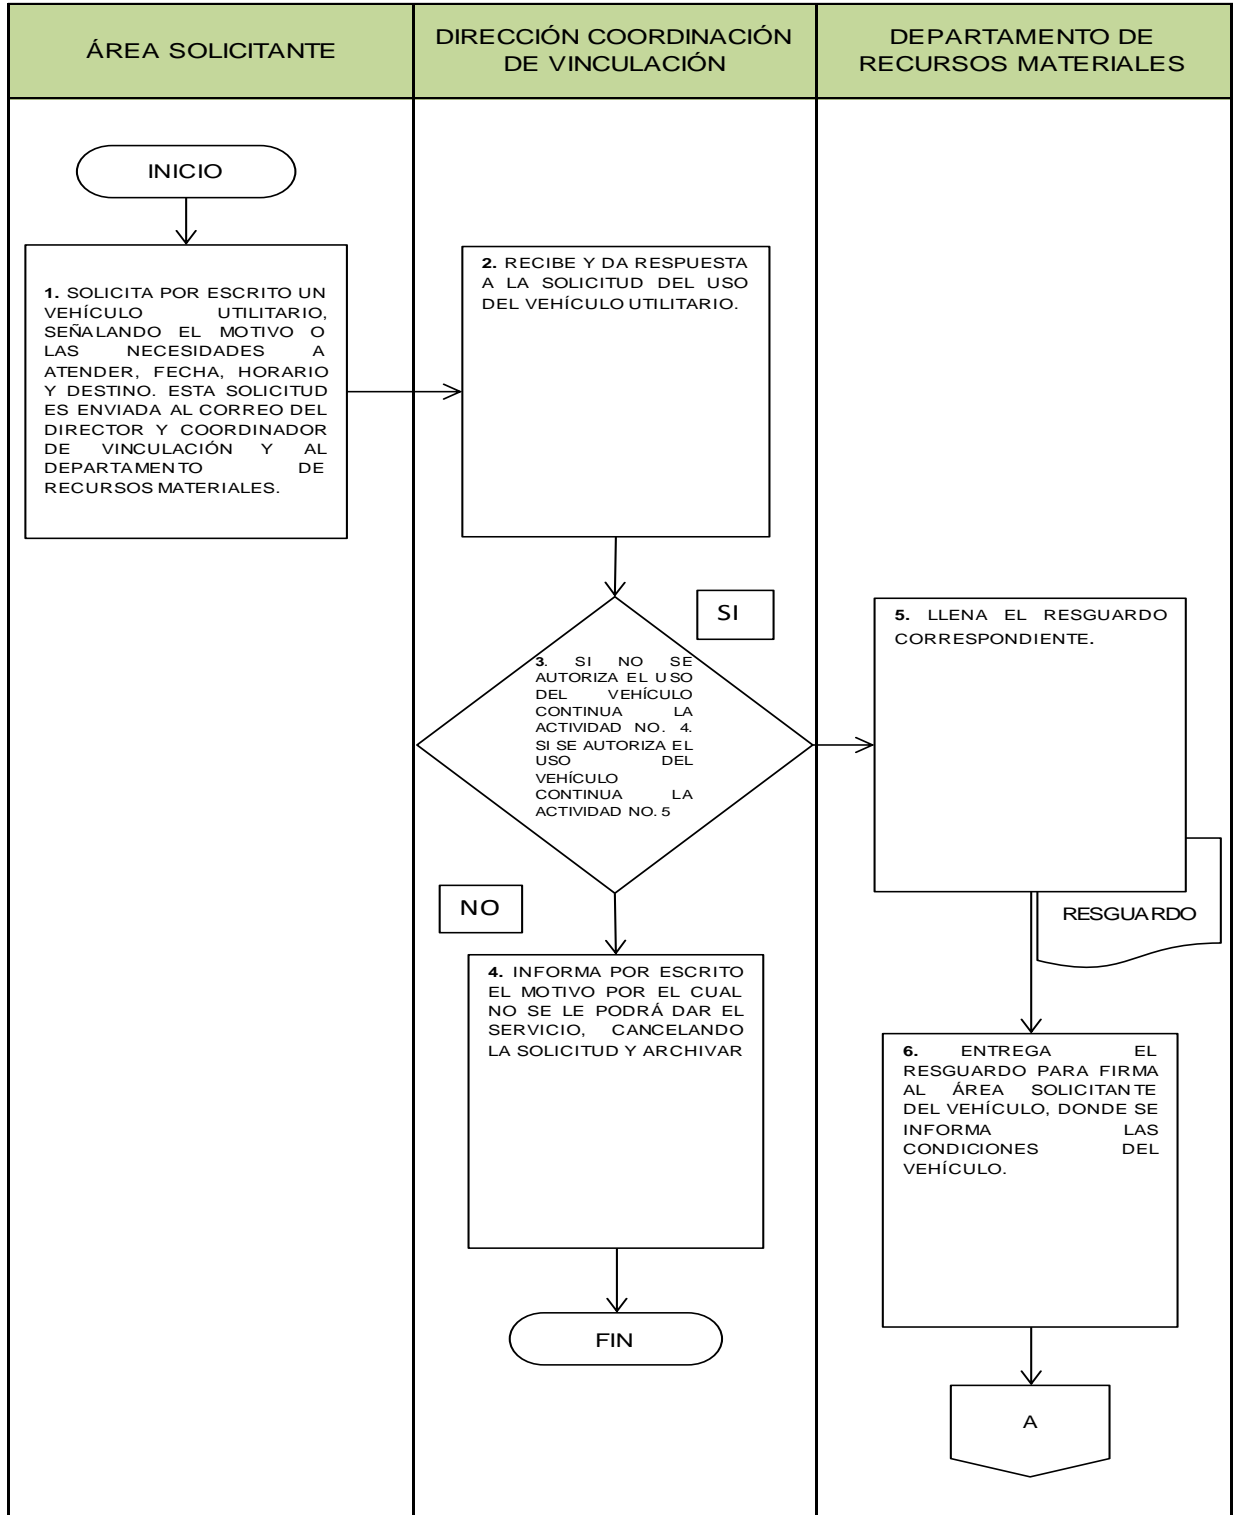 ÁREA SOLICITANTE
DIRECCIÓN COORDINACIÓN
DE VINCULACIÓN
DEPARTAMENTO DE
RECURSOS MATERIALES
INICIO
1. SOLICITA POR ESCRITO UN
VEHÍCULO UTILITARIO,
SEÑALANDO EL MOTIVO O
LAS NECESIDADES A
ATENDER, FECHA, HORARIO
Y DESTINO. ESTA SOLICITUD
ES ENVIADA AL CORREO DEL
DIRECTOR Y COORDINADOR
DE VINCULACIÓN Y AL
DEPARTAMENTO DE
RECURSOS MATERIALES.
2. RECIBE Y DA RESPUESTA
A LA SOLICITUD DEL USO
DEL VEHÍCULO UTILITARIO.
SI
3. SI NO SE
AUTORIZA EL USO
DEL VEHÍCULO
CONTINUA LA
ACTIVIDAD NO. 4.
SI SE AUTORIZA EL
USO DEL
VEHÍCULO
CONTINUA LA
ACTIVIDAD NO. 5
5. LLENA EL RESGUARDO
CORRESPONDIENTE.
RESGUARDO
NO
4. INFORMA POR ESCRITO
EL MOTIVO POR EL CUAL
NO SE LE PODRÁ DAR EL
SERVICIO, CANCELANDO
LA SOLICITUD Y ARCHIVAR
6. ENTREGA EL
RESGUARDO PARA FIRMA
AL ÁREA SOLICITANTE
DEL VEHÍCULO, DONDE SE
INFORMA LAS
CONDICIONES DEL
VEHÍCULO.
FIN
A